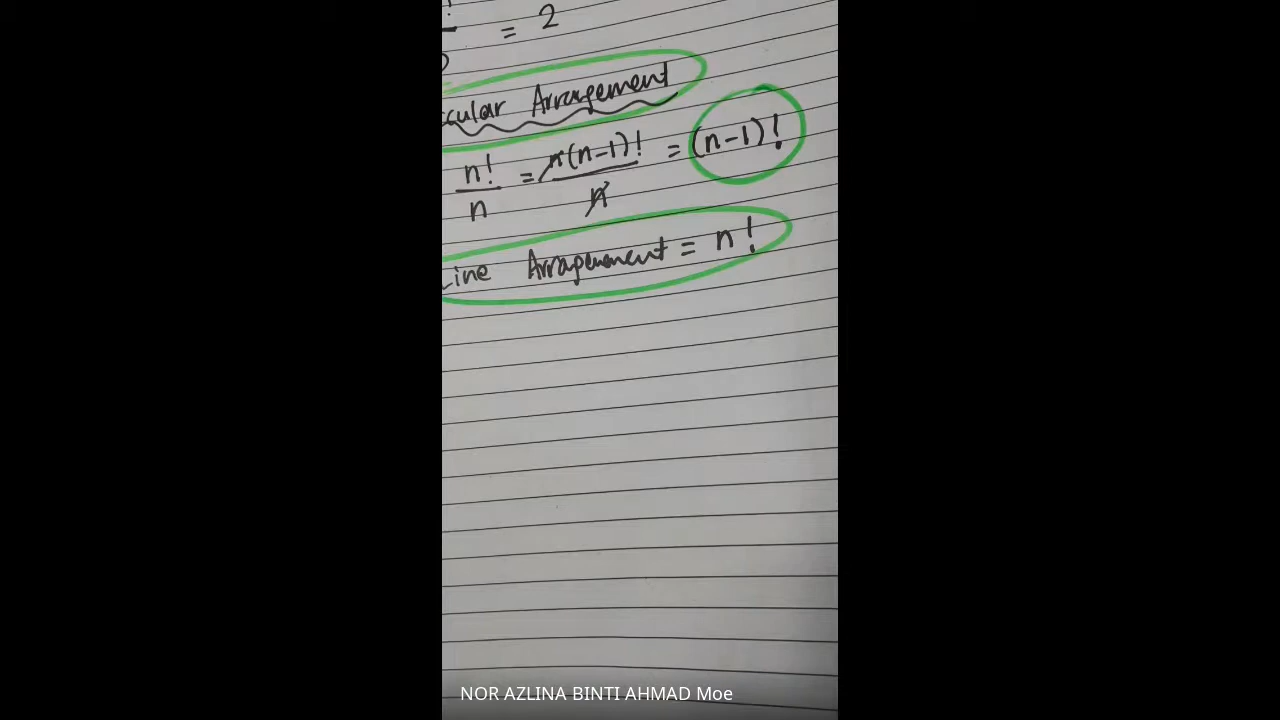 = 2
cular Arrangement
n!/n = n(n-1)!/n = (n-1)!
Line Arrangement = n!
NOR AZLINA BINTI AHMAD Moe